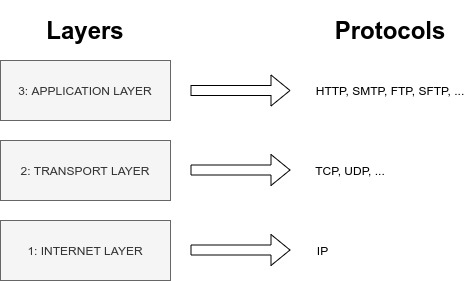 Layers Protocols
3: APPLICATION LAYER HTTP, SMTP, FTP, SFTP, ...
2: TRANSPORT LAYER TCP, UDP, ...
1: INTERNET LAYER IP